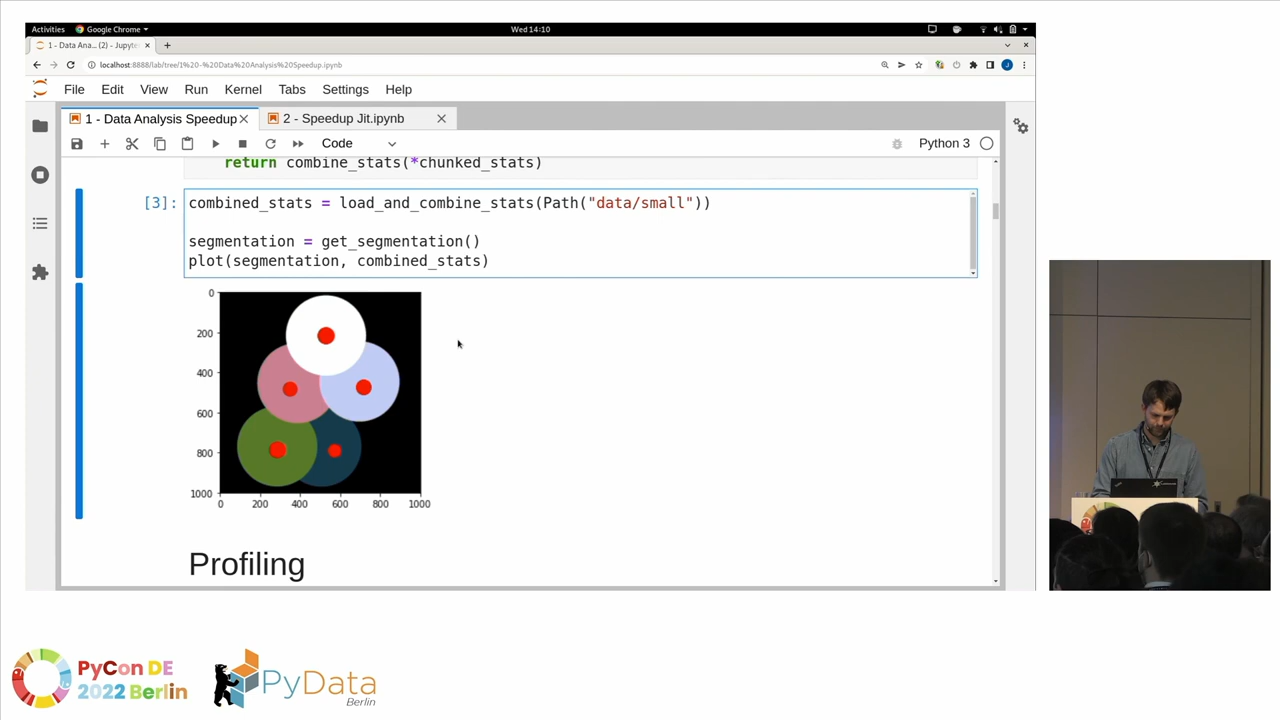 Activities
Google Chrome
Wed 14:10
1 - Data Ana... (2) - Jupyte
localhost:8888/lab/tree/1%20-%20Data%20Analysis%20Speedup.ipynb
File Edit View Run Kernel Tabs Settings Help
1 - Data Analysis Speedup
2 - Speedup Jit.ipynb
Code
Python 3
return combine_stats(*chunked_stats)
[3]:
combined_stats = load_and_combine_stats(Path("data/small"))
segmentation = get_segmentation()
plot(segmentation, combined_stats)
0
200
400
600
800
1000
0 200 400 600 800 1000
Profiling
PyCon DE
2022 Berlin
PyData
Berlin